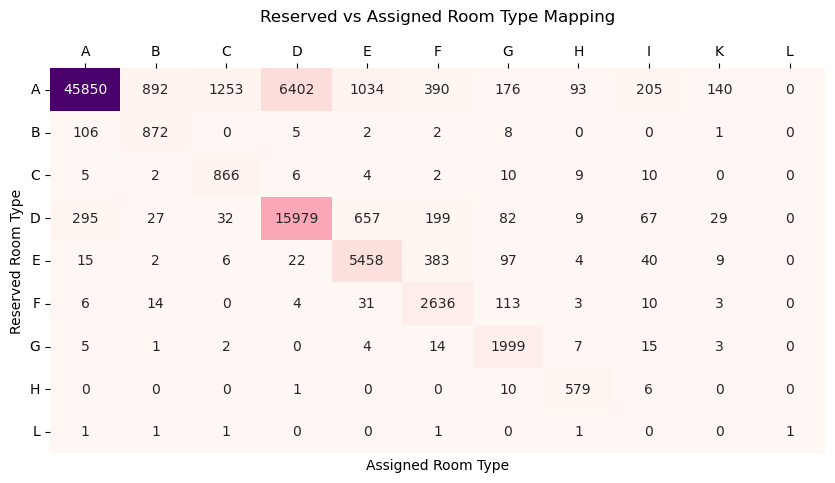 Reserved vs Assigned Room Type Mapping
A B C D E F G H I K L
A 45850 892 1253 6402 1034 390 176 93 205 140 0
B 106 872 0 5 2 2 8 0 0 1 0
C 5 2 866 6 4 2 10 9 10 0 0
D 295 27 32 15979 657 199 82 9 67 29 0
E 15 2 6 22 5458 383 97 4 40 9 0
F 6 14 0 4 31 2636 113 3 10 3 0
G 5 1 2 0 4 14 1999 7 15 3 0
H 0 0 0 1 0 0 10 579 6 0 0
L 1 1 1 0 0 1 0 1 0 0 1
Reserved Room Type
Assigned Room Type